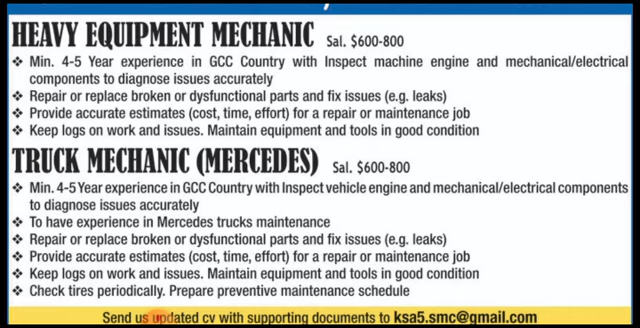 HEAVY EQUIPMENT MECHANIC Sal. $600-800
❖ Min. 4-5 Year experience in GCC Country with Inspect machine engine and mechanical/electrical
components to diagnose issues accurately
❖ Repair or replace broken or dysfunctional parts and fix issues (e.g. leaks)
❖ Provide accurate estimates (cost, time, effort) for a repair or maintenance job
❖ Keep logs on work and issues. Maintain equipment and tools in good condition
TRUCK MECHANIC (MERCEDES) Sal. $600-800
❖ Min. 4-5 Year experience in GCC Country with Inspect vehicle engine and mechanical/electrical components
to diagnose issues accurately
❖ To have experience in Mercedes trucks maintenance
❖ Repair or replace broken or dysfunctional parts and fix issues (e.g. leaks)
❖ Provide accurate estimates (cost, time, effort) for a repair or maintenance job
❖ Keep logs on work and issues. Maintain equipment and tools in good condition
❖ Check tires periodically. Prepare preventive maintenance schedule
Send us updated cv with supporting documents to ksa5.smc@gmail.com